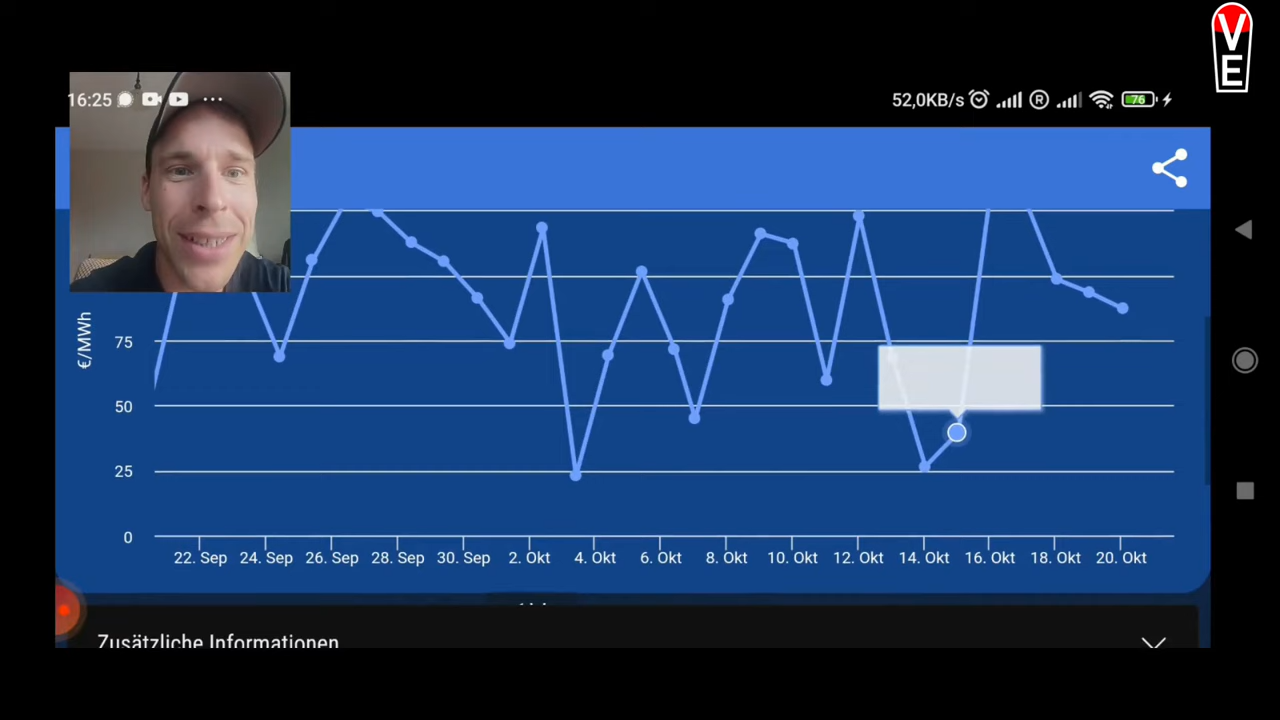 V
E
16:25
52,0KB/s
R
76
€/MWh
75
50
25
0
22. Sep 24. Sep 26. Sep 28. Sep 30. Sep 2. Okt 4. Okt 6. Okt 8. Okt 10. Okt 12. Okt 14. Okt 16. Okt 18. Okt 20. Okt
Zusätzliche Informationen